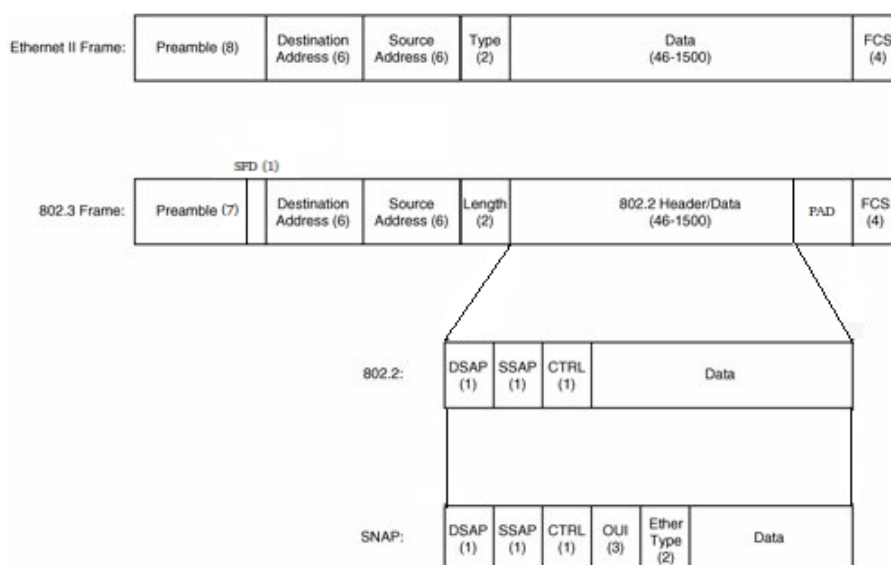 Ethernet II Frame: Preamble (8) Destination Address (6) Source Address (6) Type (2) Data (46-1500) FCS (4)
SFD (1)
802.3 Frame: Preamble (7) Destination Address (6) Source Address (6) Length (2) 802.2 Header/Data (46-1500) PAD FCS (4)
802.2: DSAP (1) SSAP (1) CTRL (1) Data
SNAP: DSAP (1) SSAP (1) CTRL (1) OUI (3) Ether Type (2) Data